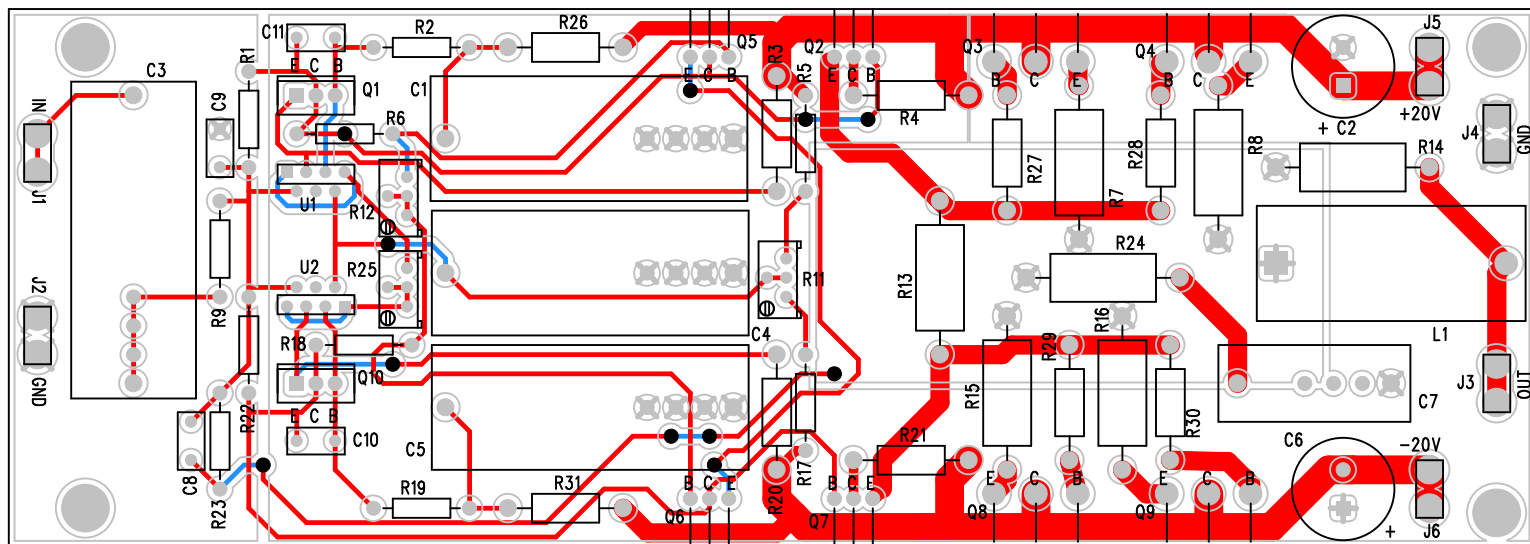 C11
R2
R26
Q5
R3
Q2
Q3
Q4
J5
E C B
E C B
E C B
B C E
B C E
C3
R1
Q1
C1
R5
R4
+20V
IN
C9
R6
R27
R28
R8
+ C2
J4
GND
R14
J1
U1
R12
R7
J2
U2
R25
R11
R13
R24
R9
R18
C4
R29
R16
L1
GND
Q10
R15
J3
OUT
R22
E C B
C10
C5
R30
C7
R21
C6
-20V
C8
R23
R19
R31
R17
R20
B C E
B C E
E C B
E C B
Q6
Q7
Q8
Q9
+
J6